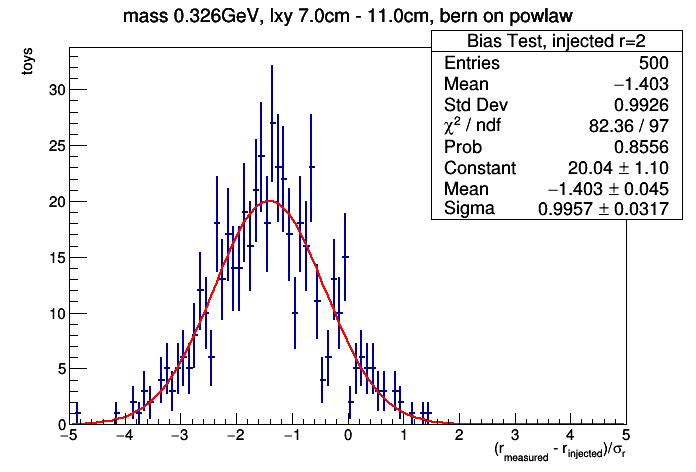 mass 0.326GeV, lxy 7.0cm - 11.0cm, bern on powlaw
Bias Test, injected r=2
Entries 500
Mean −1.403
Std Dev 0.9926
χ² / ndf 82.36 / 97
Prob 0.8556
Constant 20.04 ± 1.10
Mean −1.403 ± 0.045
Sigma 0.9957 ± 0.0317
toys
30
25
20
15
10
5
0
−5 −4 −3 −2 −1 0 1 2 3 4 5
(r_measured - r_injected)/σ_r